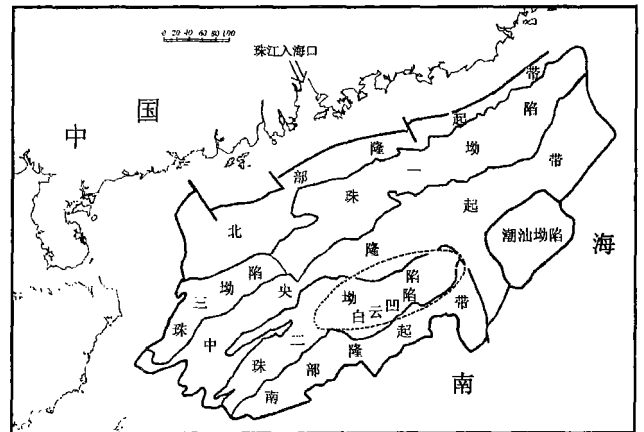 0 20 40 60 80 100
珠江入海口
中国
北部隆起带
珠一坳陷
珠三坳陷
中央隆起带
潮汕坳陷
珠二坳陷
白云凹陷
南部隆起带
南海